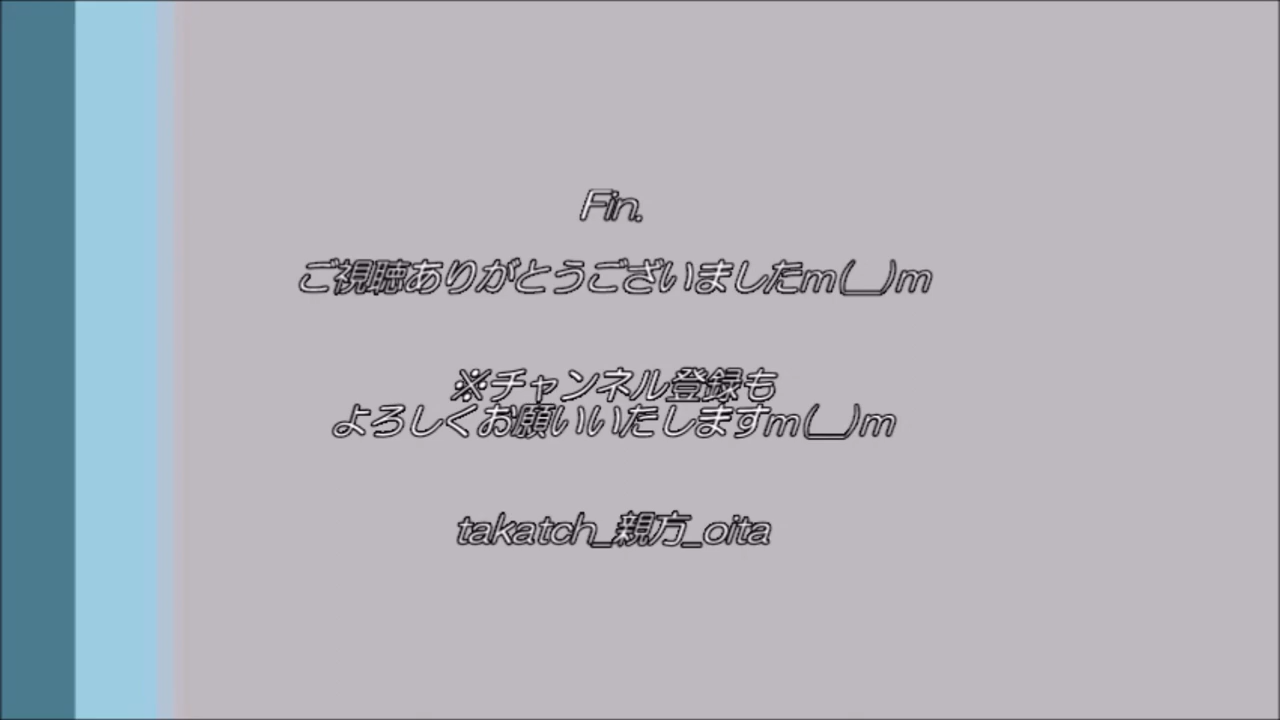 Fin.
ご視聴ありがとうございましたm(__)m
※チャンネル登録も
よろしくお願いいたしますm(__)m
takatch_親方_oita